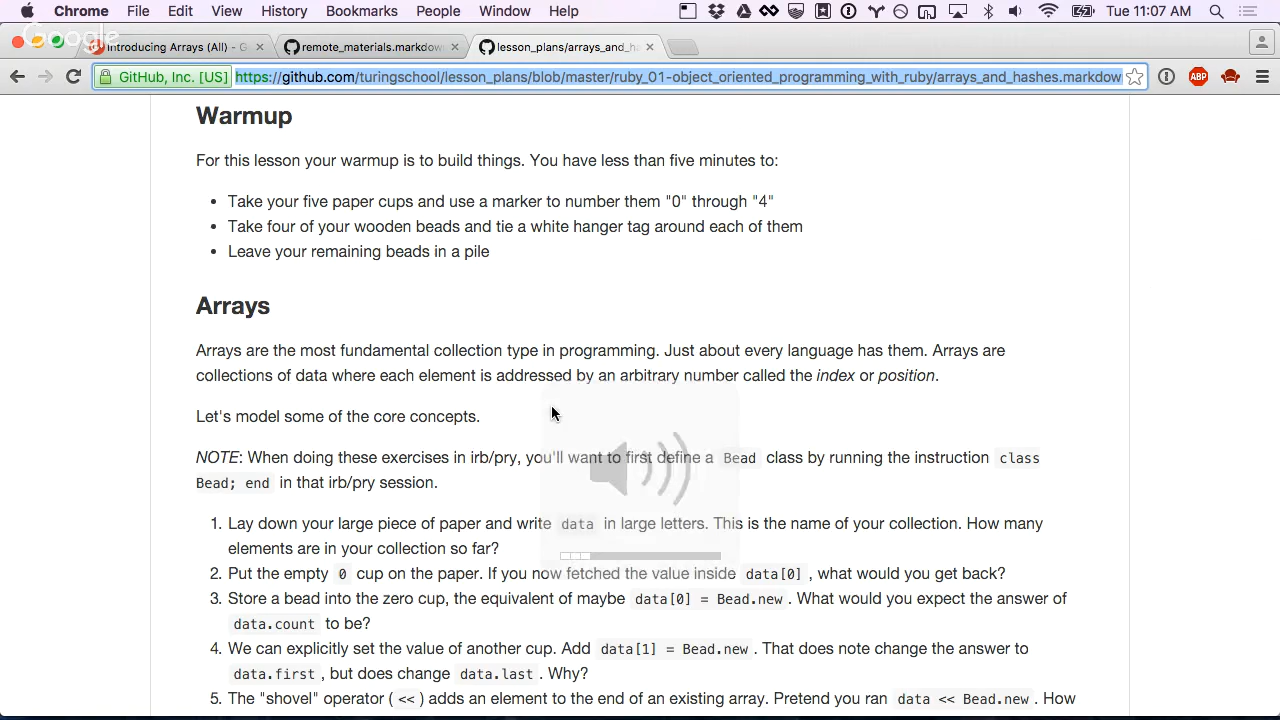 Chrome File Edit View History Bookmarks People Window Help Tue 11:07 AM
Google
Introducing Arrays (All) - G
remote_materials.markdown
lesson_plans/arrays_and_ha
GitHub, Inc. [US] https://github.com/turingschool/lesson_plans/blob/master/ruby_01-object_oriented_programming_with_ruby/arrays_and_hashes.markdow
ABP
Warmup
For this lesson your warmup is to build things. You have less than five minutes to:
• Take your five paper cups and use a marker to number them "0" through "4"
• Take four of your wooden beads and tie a white hanger tag around each of them
• Leave your remaining beads in a pile
Arrays
Arrays are the most fundamental collection type in programming. Just about every language has them. Arrays are
collections of data where each element is addressed by an arbitrary number called the index or position.
Let's model some of the core concepts.
NOTE: When doing these exercises in irb/pry, you'll want to first define a Bead class by running the instruction class
Bead; end in that irb/pry session.
1. Lay down your large piece of paper and write data in large letters. This is the name of your collection. How many
elements are in your collection so far?
2. Put the empty 0 cup on the paper. If you now fetched the value inside data[0] , what would you get back?
3. Store a bead into the zero cup, the equivalent of maybe data[0] = Bead.new . What would you expect the answer of
data.count to be?
4. We can explicitly set the value of another cup. Add data[1] = Bead.new . That does note change the answer to
data.first , but does change data.last . Why?
5. The "shovel" operator ( << ) adds an element to the end of an existing array. Pretend you ran data << Bead.new . How